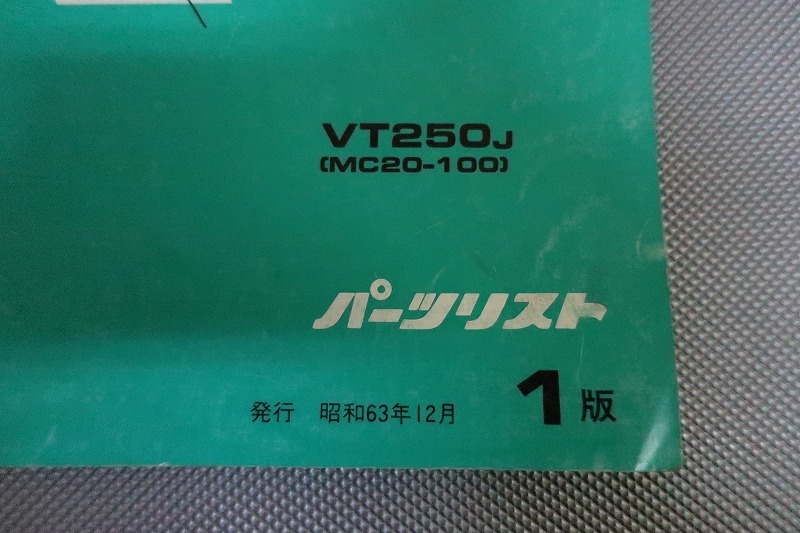 VT250J
(MC20-100)
パーツリスト
発行 昭和63年12月 1版